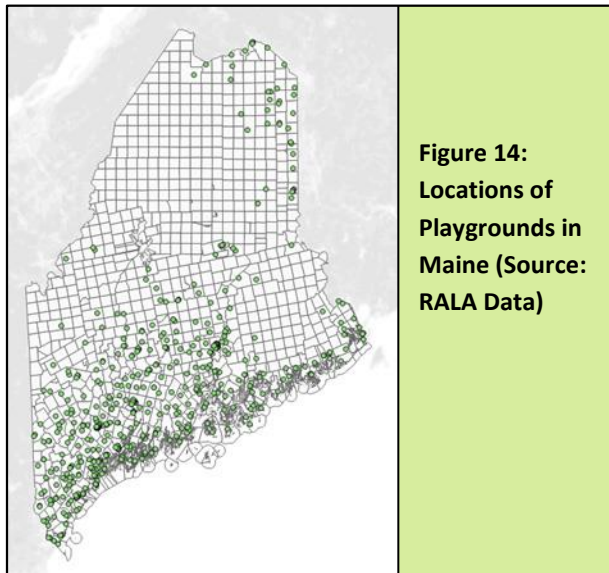 Figure 14:
Locations of
Playgrounds in
Maine (Source:
RALA Data)